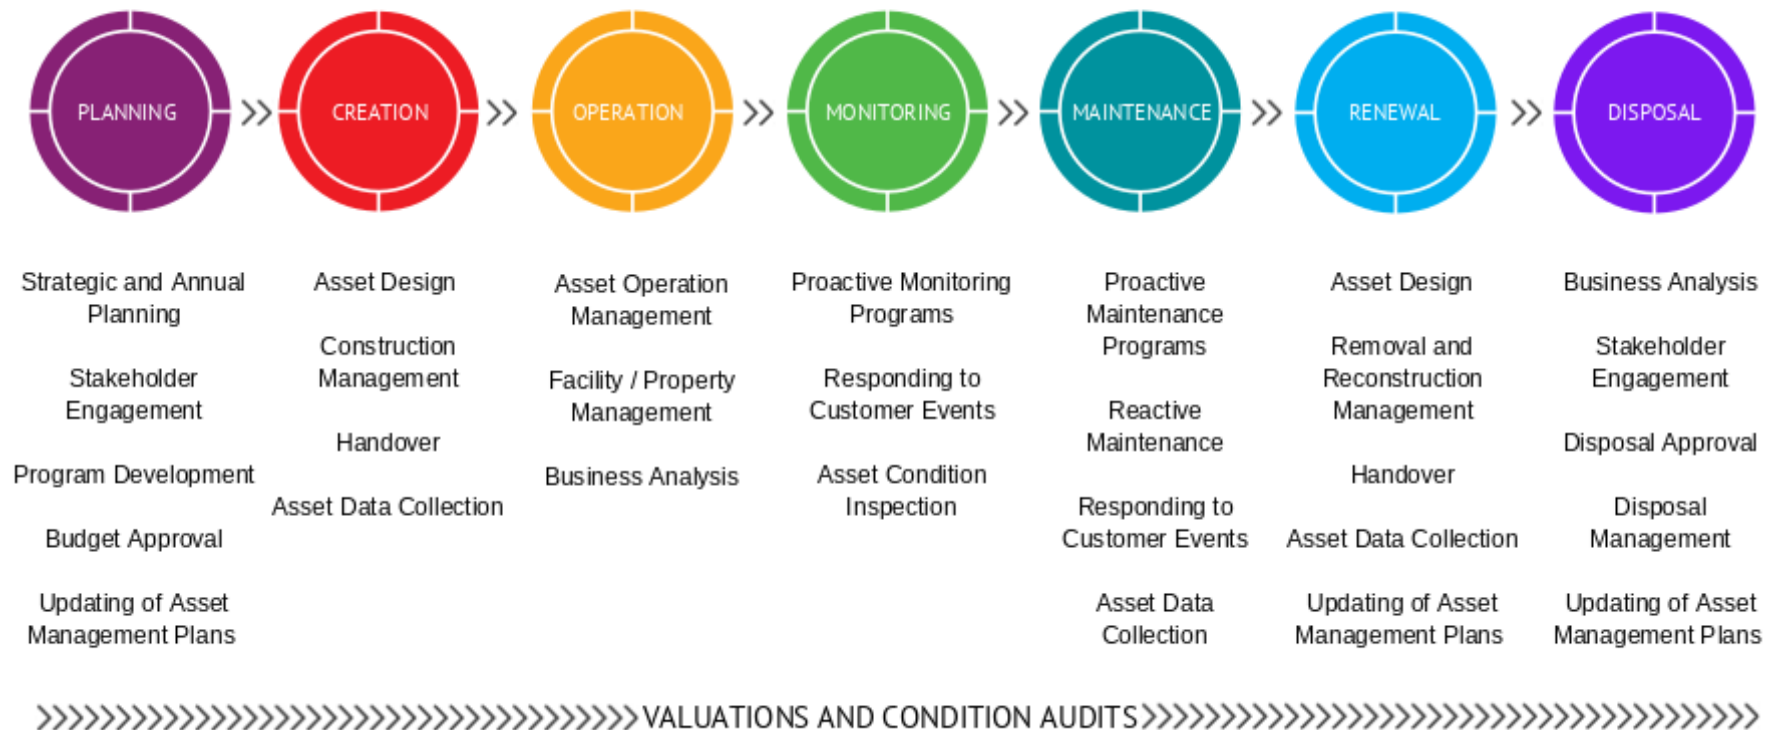 PLANNING
CREATION
OPERATION
MONITORING
MAINTENANCE
RENEWAL
DISPOSAL
Strategic and Annual
Planning
Stakeholder
Engagement
Program Development
Budget Approval
Updating of Asset
Management Plans
Asset Design
Construction
Management
Handover
Asset Data Collection
Asset Operation
Management
Facility / Property
Management
Business Analysis
Proactive Monitoring
Programs
Responding to
Customer Events
Asset Condition
Inspection
Proactive
Maintenance
Programs
Reactive
Maintenance
Responding to
Customer Events
Asset Data
Collection
Asset Design
Removal and
Reconstruction
Management
Handover
Asset Data Collection
Updating of Asset
Management Plans
Business Analysis
Stakeholder
Engagement
Disposal Approval
Disposal
Management
Updating of Asset
Management Plans
VALUATIONS AND CONDITION AUDITS